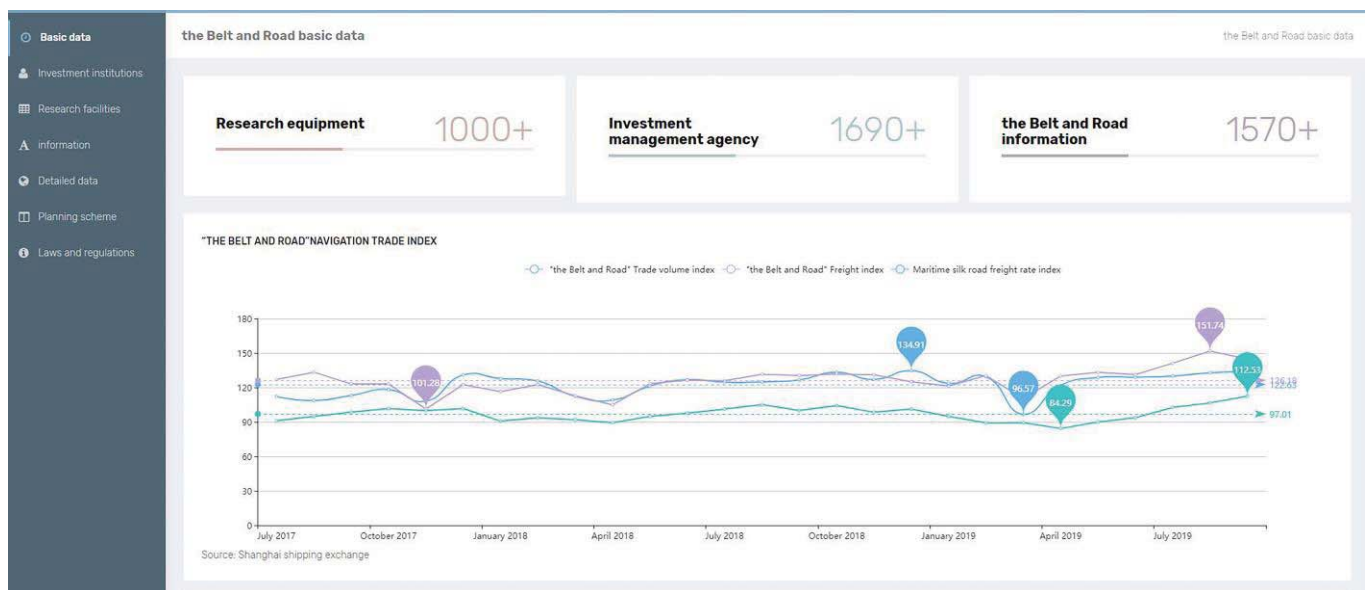 Basic data
Investment institutions
Research facilities
information
Detailed data
Planning scheme
Laws and regulations
the Belt and Road basic data
the Belt and Road basic data
Research equipment
1000+
Investment
management agency
1690+
the Belt and Road
information
1570+
"THE BELT AND ROAD"NAVIGATION TRADE INDEX
"the Belt and Road" Trade volume index
"the Belt and Road" Freight index
Maritime silk road freight rate index
180
150
120
90
60
30
0
101.28
134.91
96.57
84.29
151.74
112.53
97.01
July 2017
October 2017
January 2018
April 2018
July 2018
October 2018
January 2019
April 2019
July 2019
Source: Shanghai shipping exchange